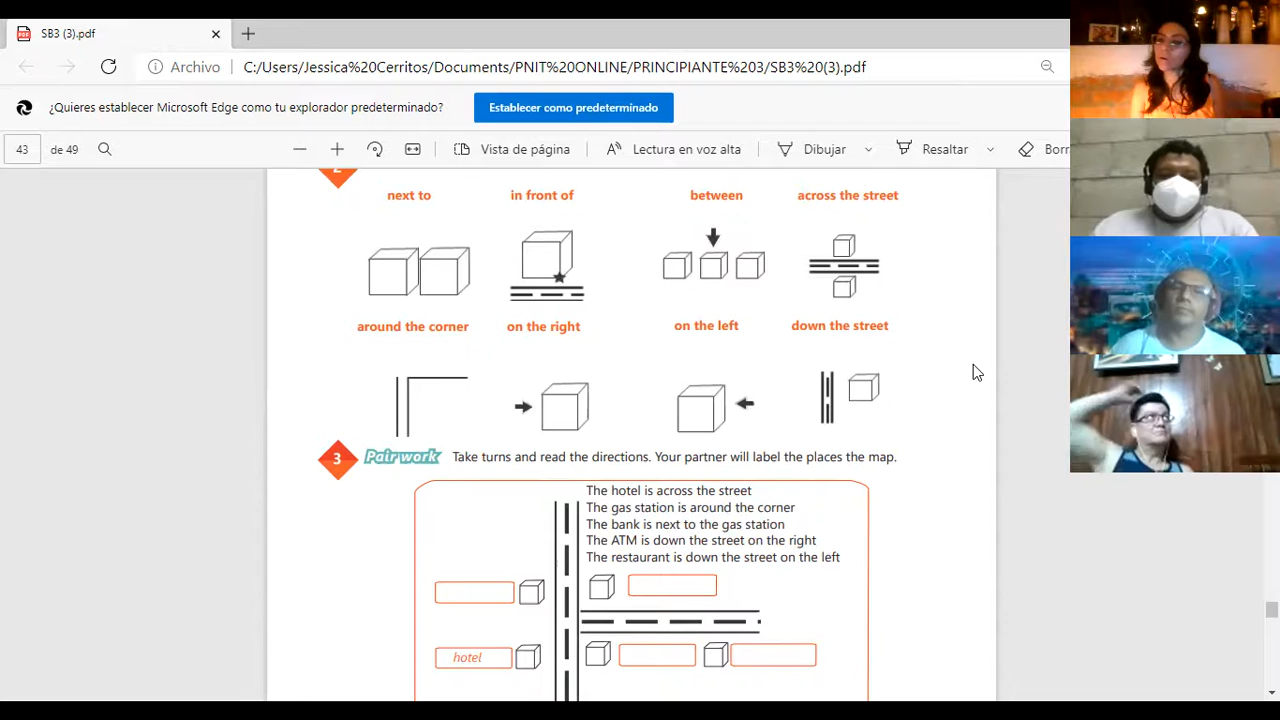 SB3 (3).pdf
Archivo C:/Users/Jessica%20Cerritos/Documents/PNIT%20ONLINE/PRINCIPIANTE%203/SB3%20(3).pdf
¿Quieres establecer Microsoft Edge como tu explorador predeterminado? Establecer como predeterminado
43 de 49 Vista de página Lectura en voz alta Dibujar Resaltar Borr
next to in front of between across the street
around the corner on the right on the left down the street
3 Pair work Take turns and read the directions. Your partner will label the places the map.
The hotel is across the street
The gas station is around the corner
The bank is next to the gas station
The ATM is down the street on the right
The restaurant is down the street on the left
hotel